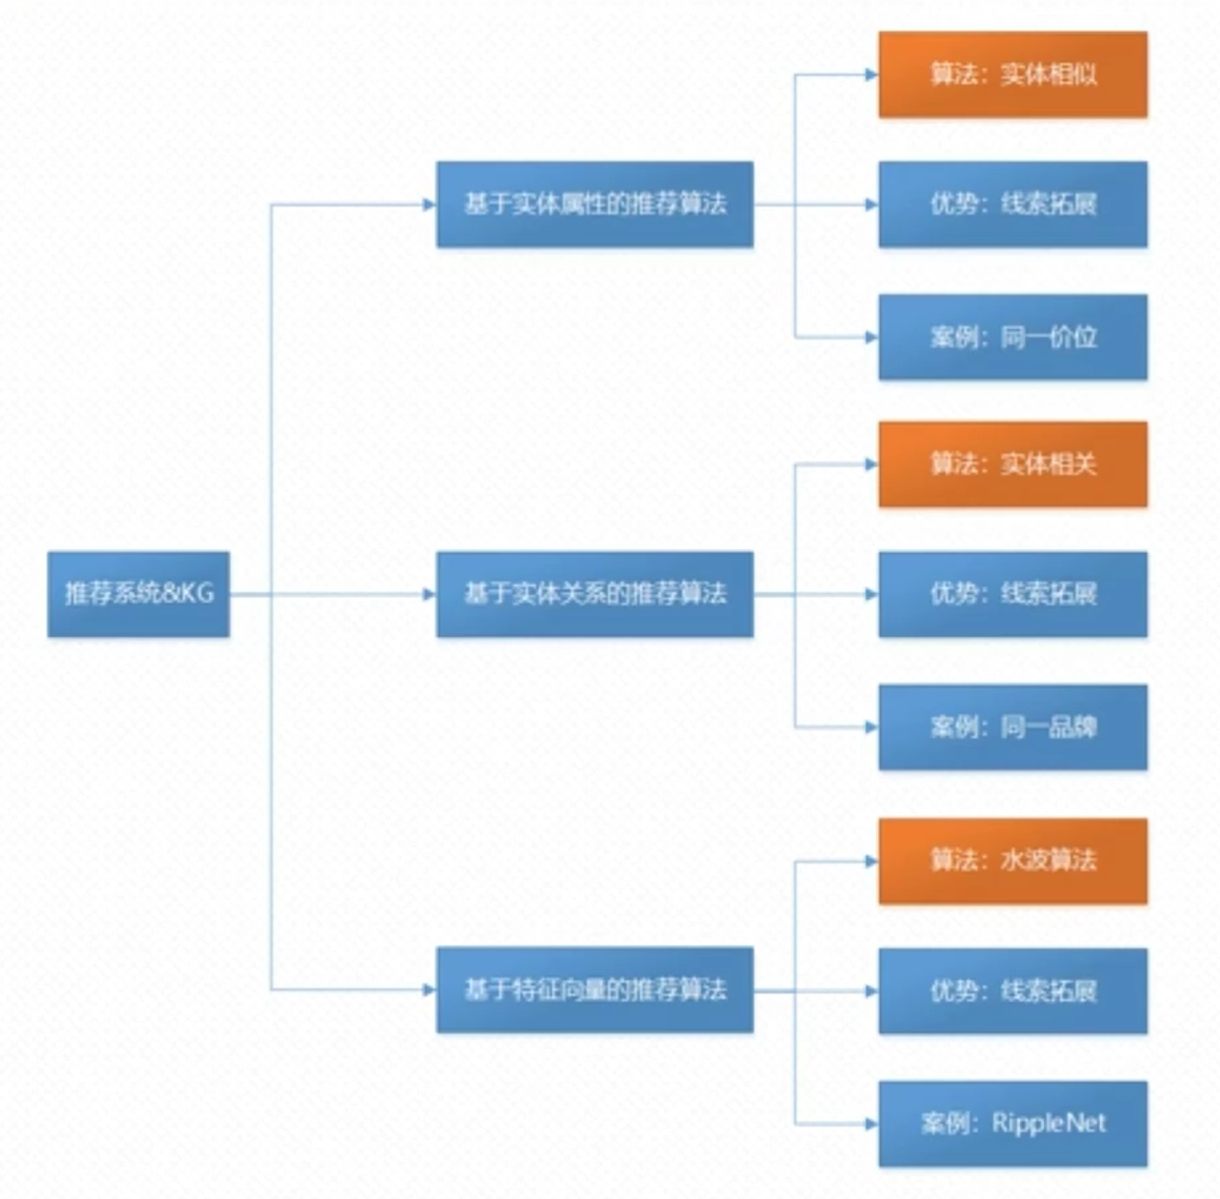 推荐系统&KG
基于实体属性的推荐算法
算法：实体相似
优势：线索拓展
案例：同一价位
基于实体关系的推荐算法
算法：实体相关
优势：线索拓展
案例：同一品牌
基于特征向量的推荐算法
算法：水波算法
优势：线索拓展
案例：RippleNet